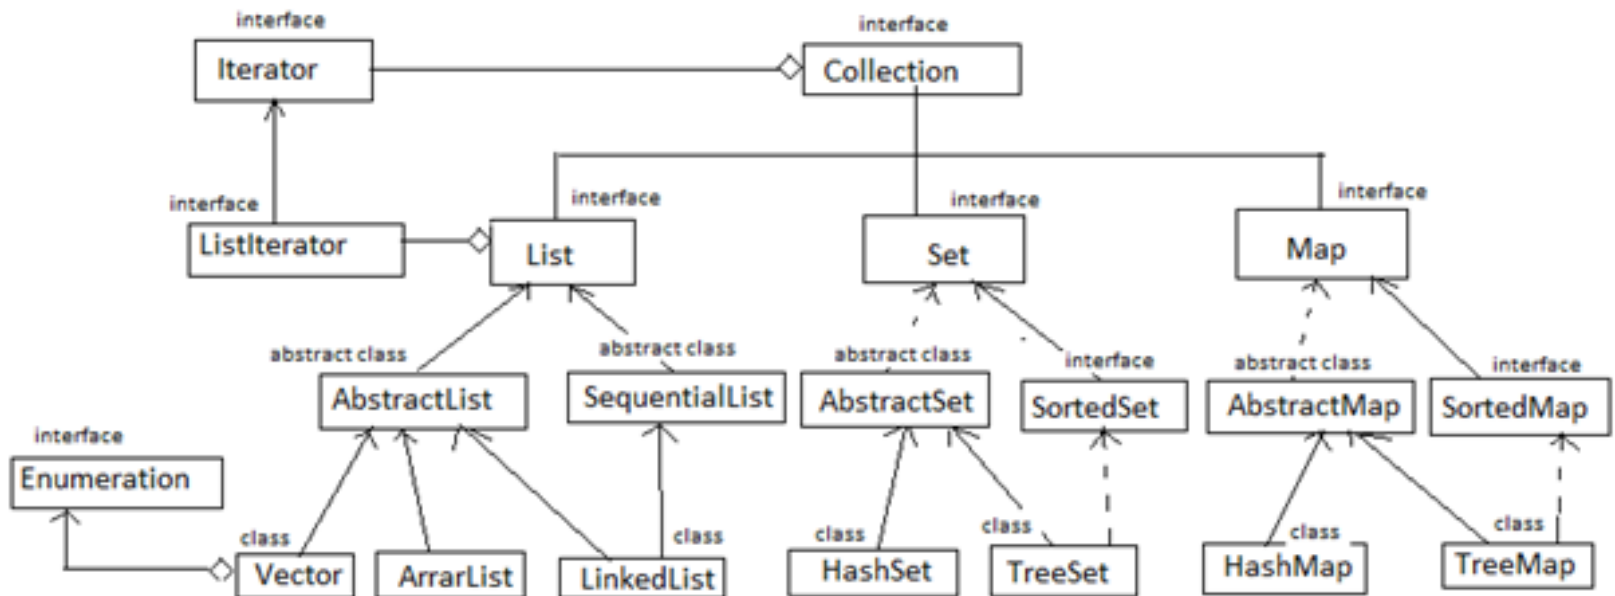 interface
Iterator
interface
Collection
interface
ListIterator
interface
List
interface
Set
interface
Map
abstract class
AbstractList
abstract class
SequentialList
abstract class
AbstractSet
interface
SortedSet
abstract class
AbstractMap
interface
SortedMap
interface
Enumeration
class
Vector
ArrarList
class
LinkedList
class
HashSet
class
TreeSet
class
HashMap
class
TreeMap